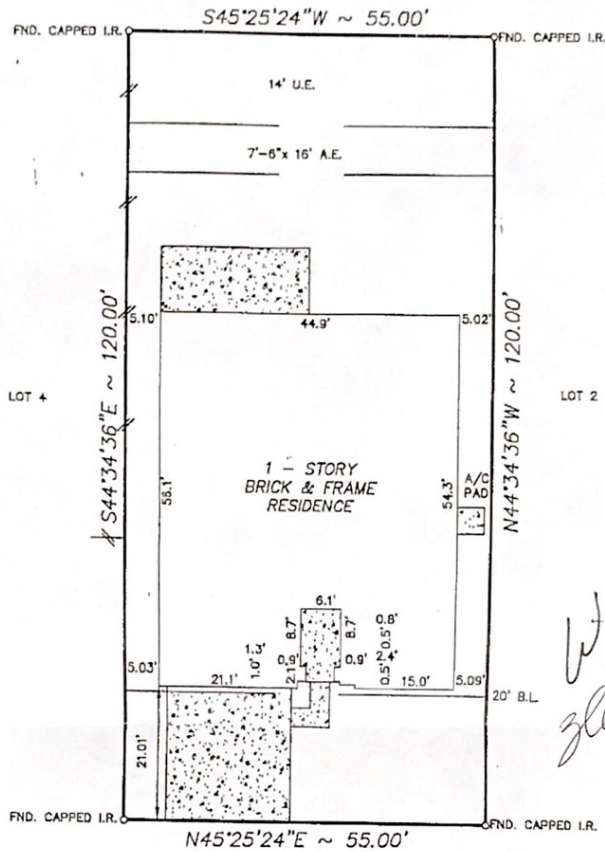 S45°25'24"W ~ 55.00'
FND. CAPPED I.R.
FND. CAPPED I.R.
14' U.E.
7'-6"x 16' A.E.
5.10'
44.9'
5.02'
S44°34'36"E ~ 120.00'
N44°34'36"W ~ 120.00'
LOT 4
LOT 2
56.1'
1 - STORY
BRICK & FRAME
RESIDENCE
54.3'
A/C
PAD
6.1'
8.7'
8.7'
0.8'
0.5'
1.3'
1.0'
0.9'
0.9'
2.4'
0.5'
5.03'
21.1'
2.1'
15.0'
5.09'
20' B.L.
21.01'
FND. CAPPED I.R.
FND. CAPPED I.R.
N45°25'24"E ~ 55.00'